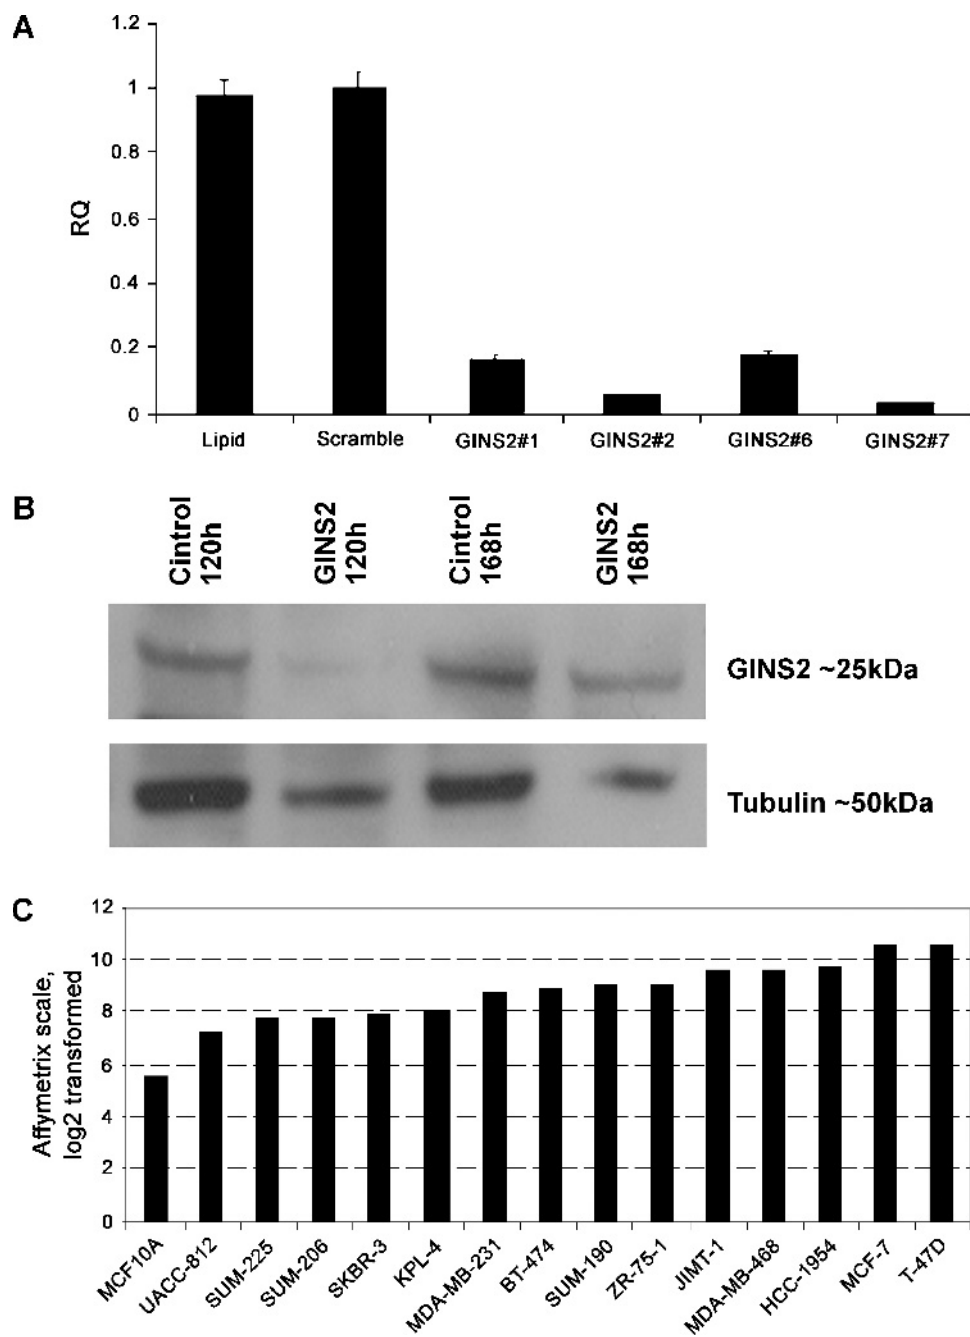 A
1.2
1
0.8
0.6
0.4
0.2
0
RQ
Lipid
Scramble
GINS2#1
GINS2#2
GINS2#6
GINS2#7
B
Cintrol
120h
GINS2
120h
Cintrol
168h
GINS2
168h
GINS2 ~25kDa
Tubulin ~50kDa
C
12
10
8
6
4
2
0
Affymetrix scale,
log2 transformed
MCF10A
UACC-812
SUM-225
SUM-206
SKBR-3
KPL-4
MDA-MB-231
BT-474
SUM-190
ZR-75-1
JIMT-1
MDA-MB-468
HCC-1954
MCF-7
T-47D